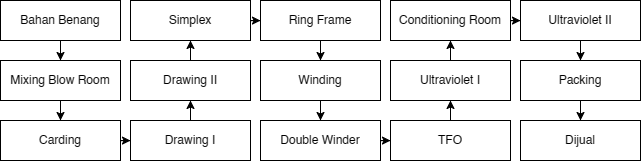 Bahan Benang
Mixing Blow Room
Carding
Drawing I
Drawing II
Simplex
Ring Frame
Winding
Double Winder
TFO
Ultraviolet I
Conditioning Room
Ultraviolet II
Packing
Dijual